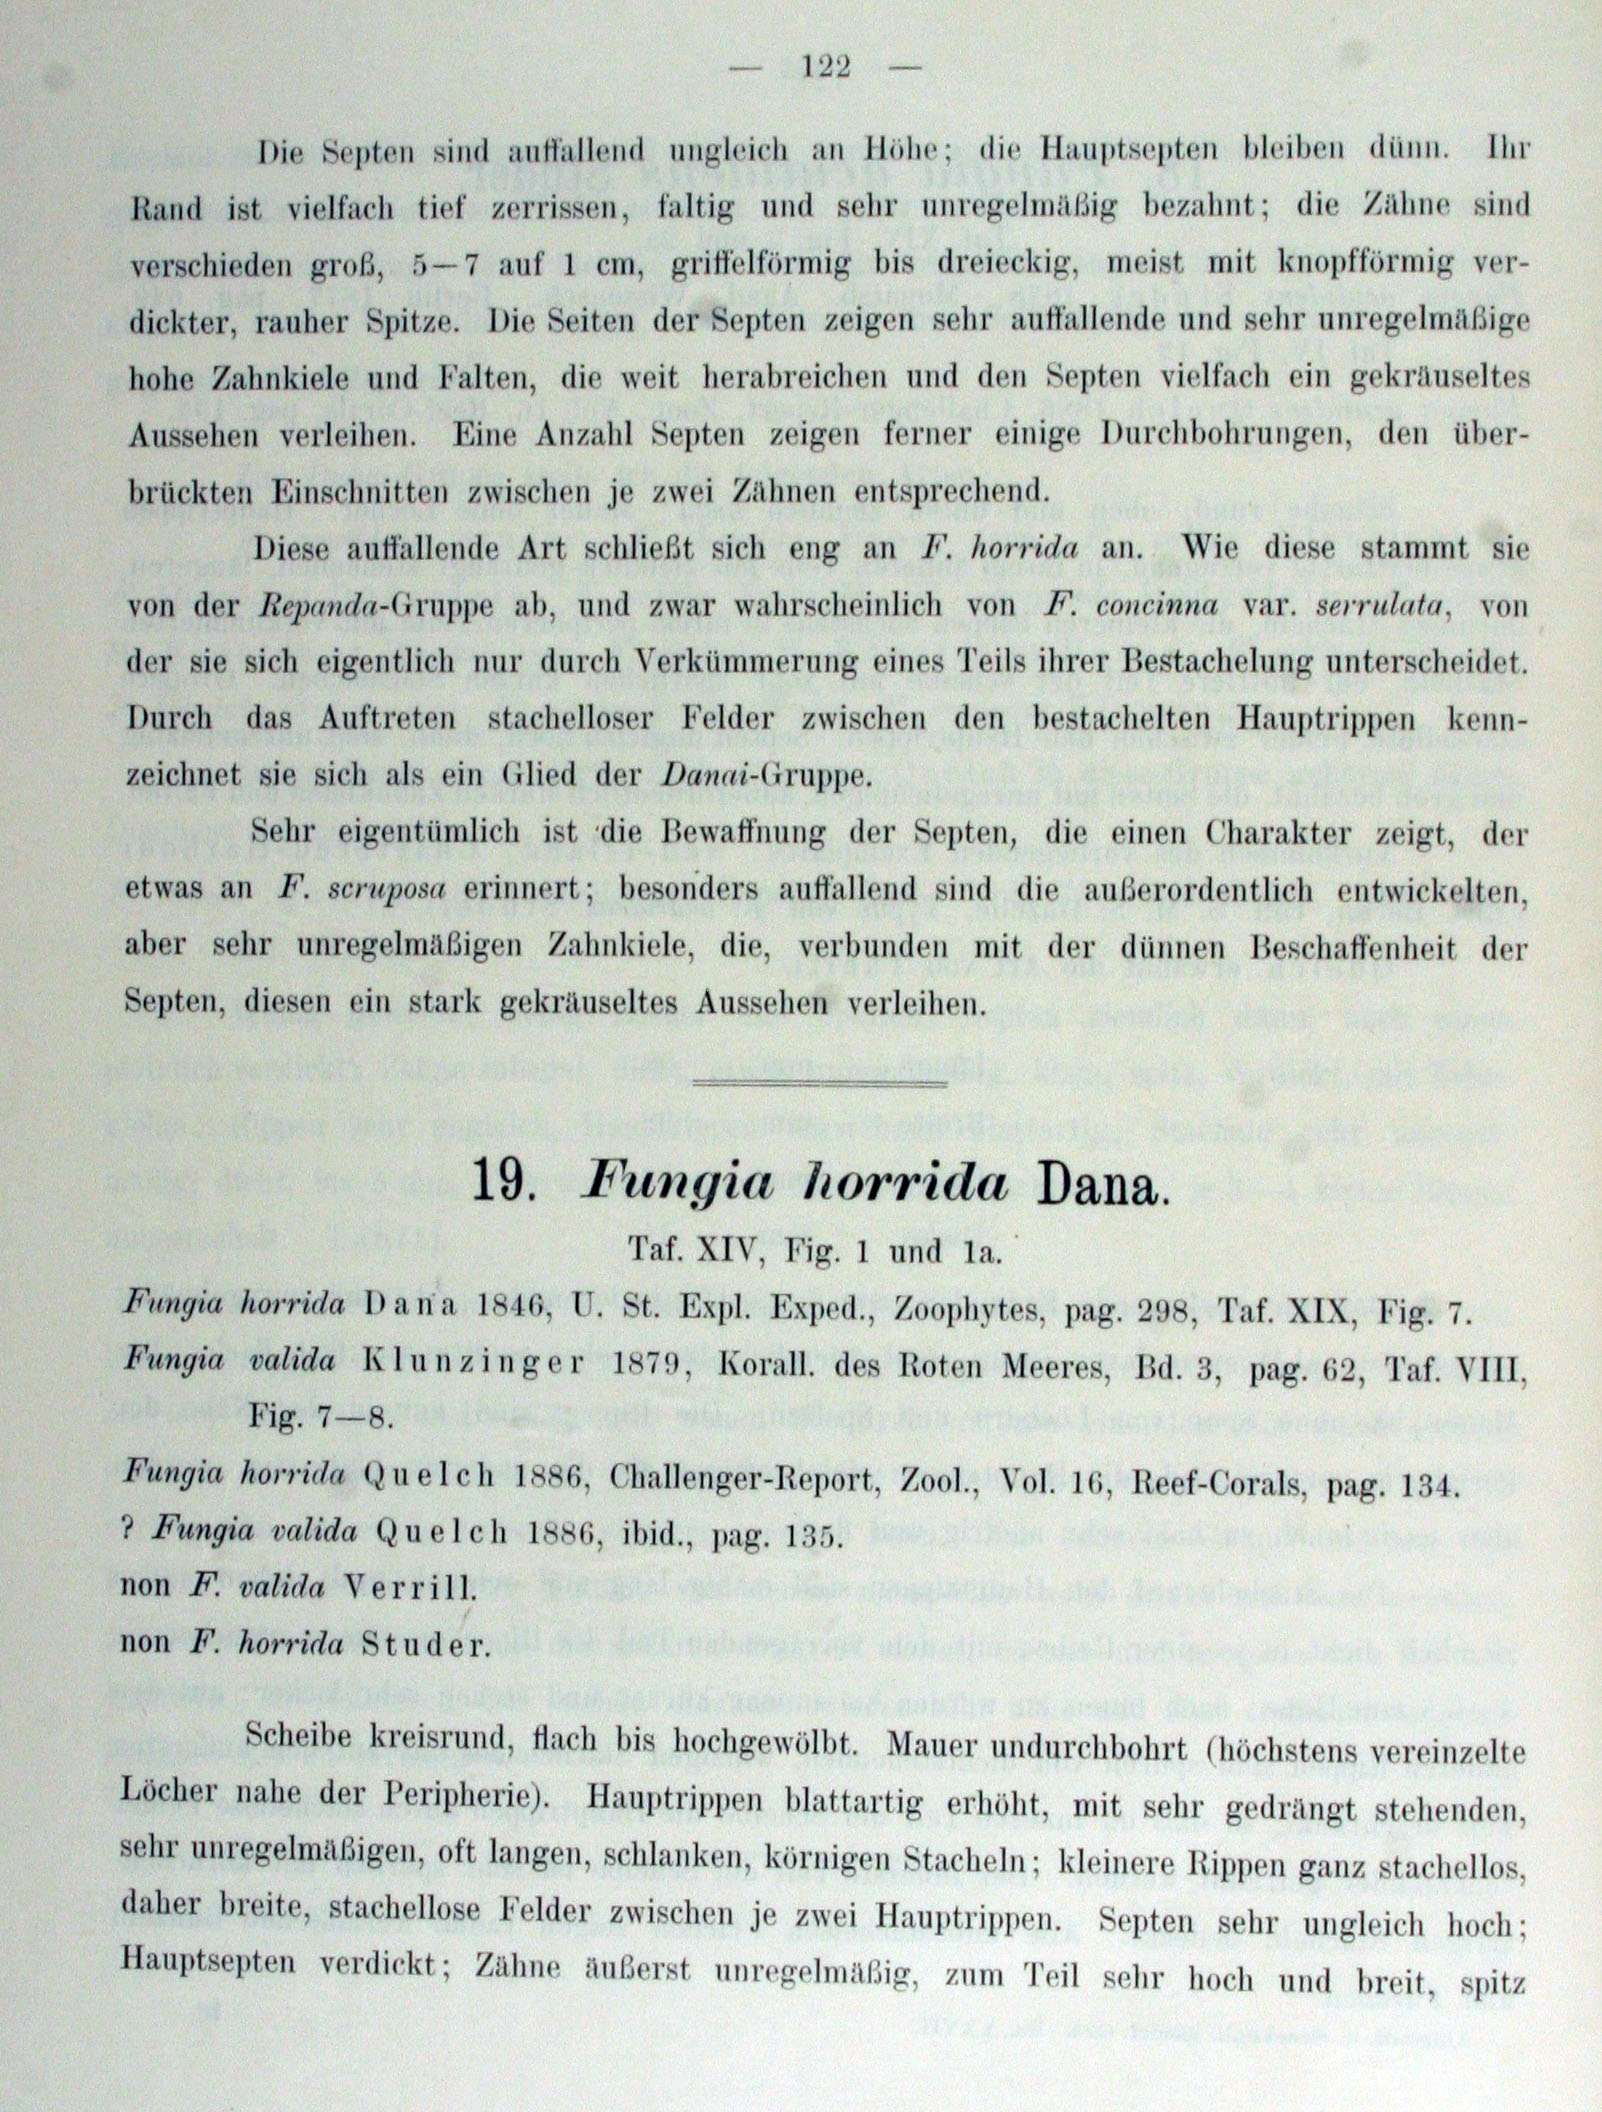 — 122 —
Die Septen sind auffallend ungleich an Höhe; die Hauptsepten bleiben dünn. Ihr
Rand ist vielfach tief zerrissen, faltig und sehr unregelmäßig bezahnt; die Zähne sind
verschieden groß, 5—7 auf 1 cm, griffelförmig bis dreieckig, meist mit knopfförmig ver-
dickter, rauher Spitze. Die Seiten der Septen zeigen sehr auffallende und sehr unregelmäßige
hohe Zahnkiele und Falten, die weit herabreichen und den Septen vielfach ein gekräuseltes
Aussehen verleihen. Eine Anzahl Septen zeigen ferner einige Durchbohrungen, den über-
brückten Einschnitten zwischen je zwei Zähnen entsprechend.
Diese auffallende Art schließt sich eng an F. horrida an. Wie diese stammt sie
von der Repanda-Gruppe ab, und zwar wahrscheinlich von F. concinna var. serrulata, von
der sie sich eigentlich nur durch Verkümmerung eines Teils ihrer Bestachelung unterscheidet.
Durch das Auftreten stachelloser Felder zwischen den bestachelten Hauptrippen kenn-
zeichnet sie sich als ein Glied der Danai-Gruppe.
Sehr eigentümlich ist die Bewaffnung der Septen, die einen Charakter zeigt, der
etwas an F. scruposa erinnert; besonders auffallend sind die außerordentlich entwickelten,
aber sehr unregelmäßigen Zahnkiele, die, verbunden mit der dünnen Beschaffenheit der
Septen, diesen ein stark gekräuseltes Aussehen verleihen.
19. Fungia horrida Dana.
Taf. XIV, Fig. 1 und 1a.
Fungia horrida Dana 1846, U. St. Expl. Exped., Zoophytes, pag. 298, Taf. XIX, Fig. 7.
Fungia valida Klunzinger 1879, Korall. des Roten Meeres, Bd. 3, pag. 62, Taf. VIII,
Fig. 7—8.
Fungia horrida Quelch 1886, Challenger-Report, Zool., Vol. 16, Reef-Corals, pag. 134.
? Fungia valida Quelch 1886, ibid., pag. 135.
non F. valida Verrill.
non F. horrida Studer.
Scheibe kreisrund, flach bis hochgewölbt. Mauer undurchbohrt (höchstens vereinzelte
Löcher nahe der Peripherie). Hauptrippen blattartig erhöht, mit sehr gedrängt stehenden,
sehr unregelmäßigen, oft langen, schlanken, körnigen Stacheln; kleinere Rippen ganz stachellos,
daher breite, stachellose Felder zwischen je zwei Hauptrippen. Septen sehr ungleich hoch;
Hauptsepten verdickt; Zähne äußerst unregelmäßig, zum Teil sehr hoch und breit, spitz